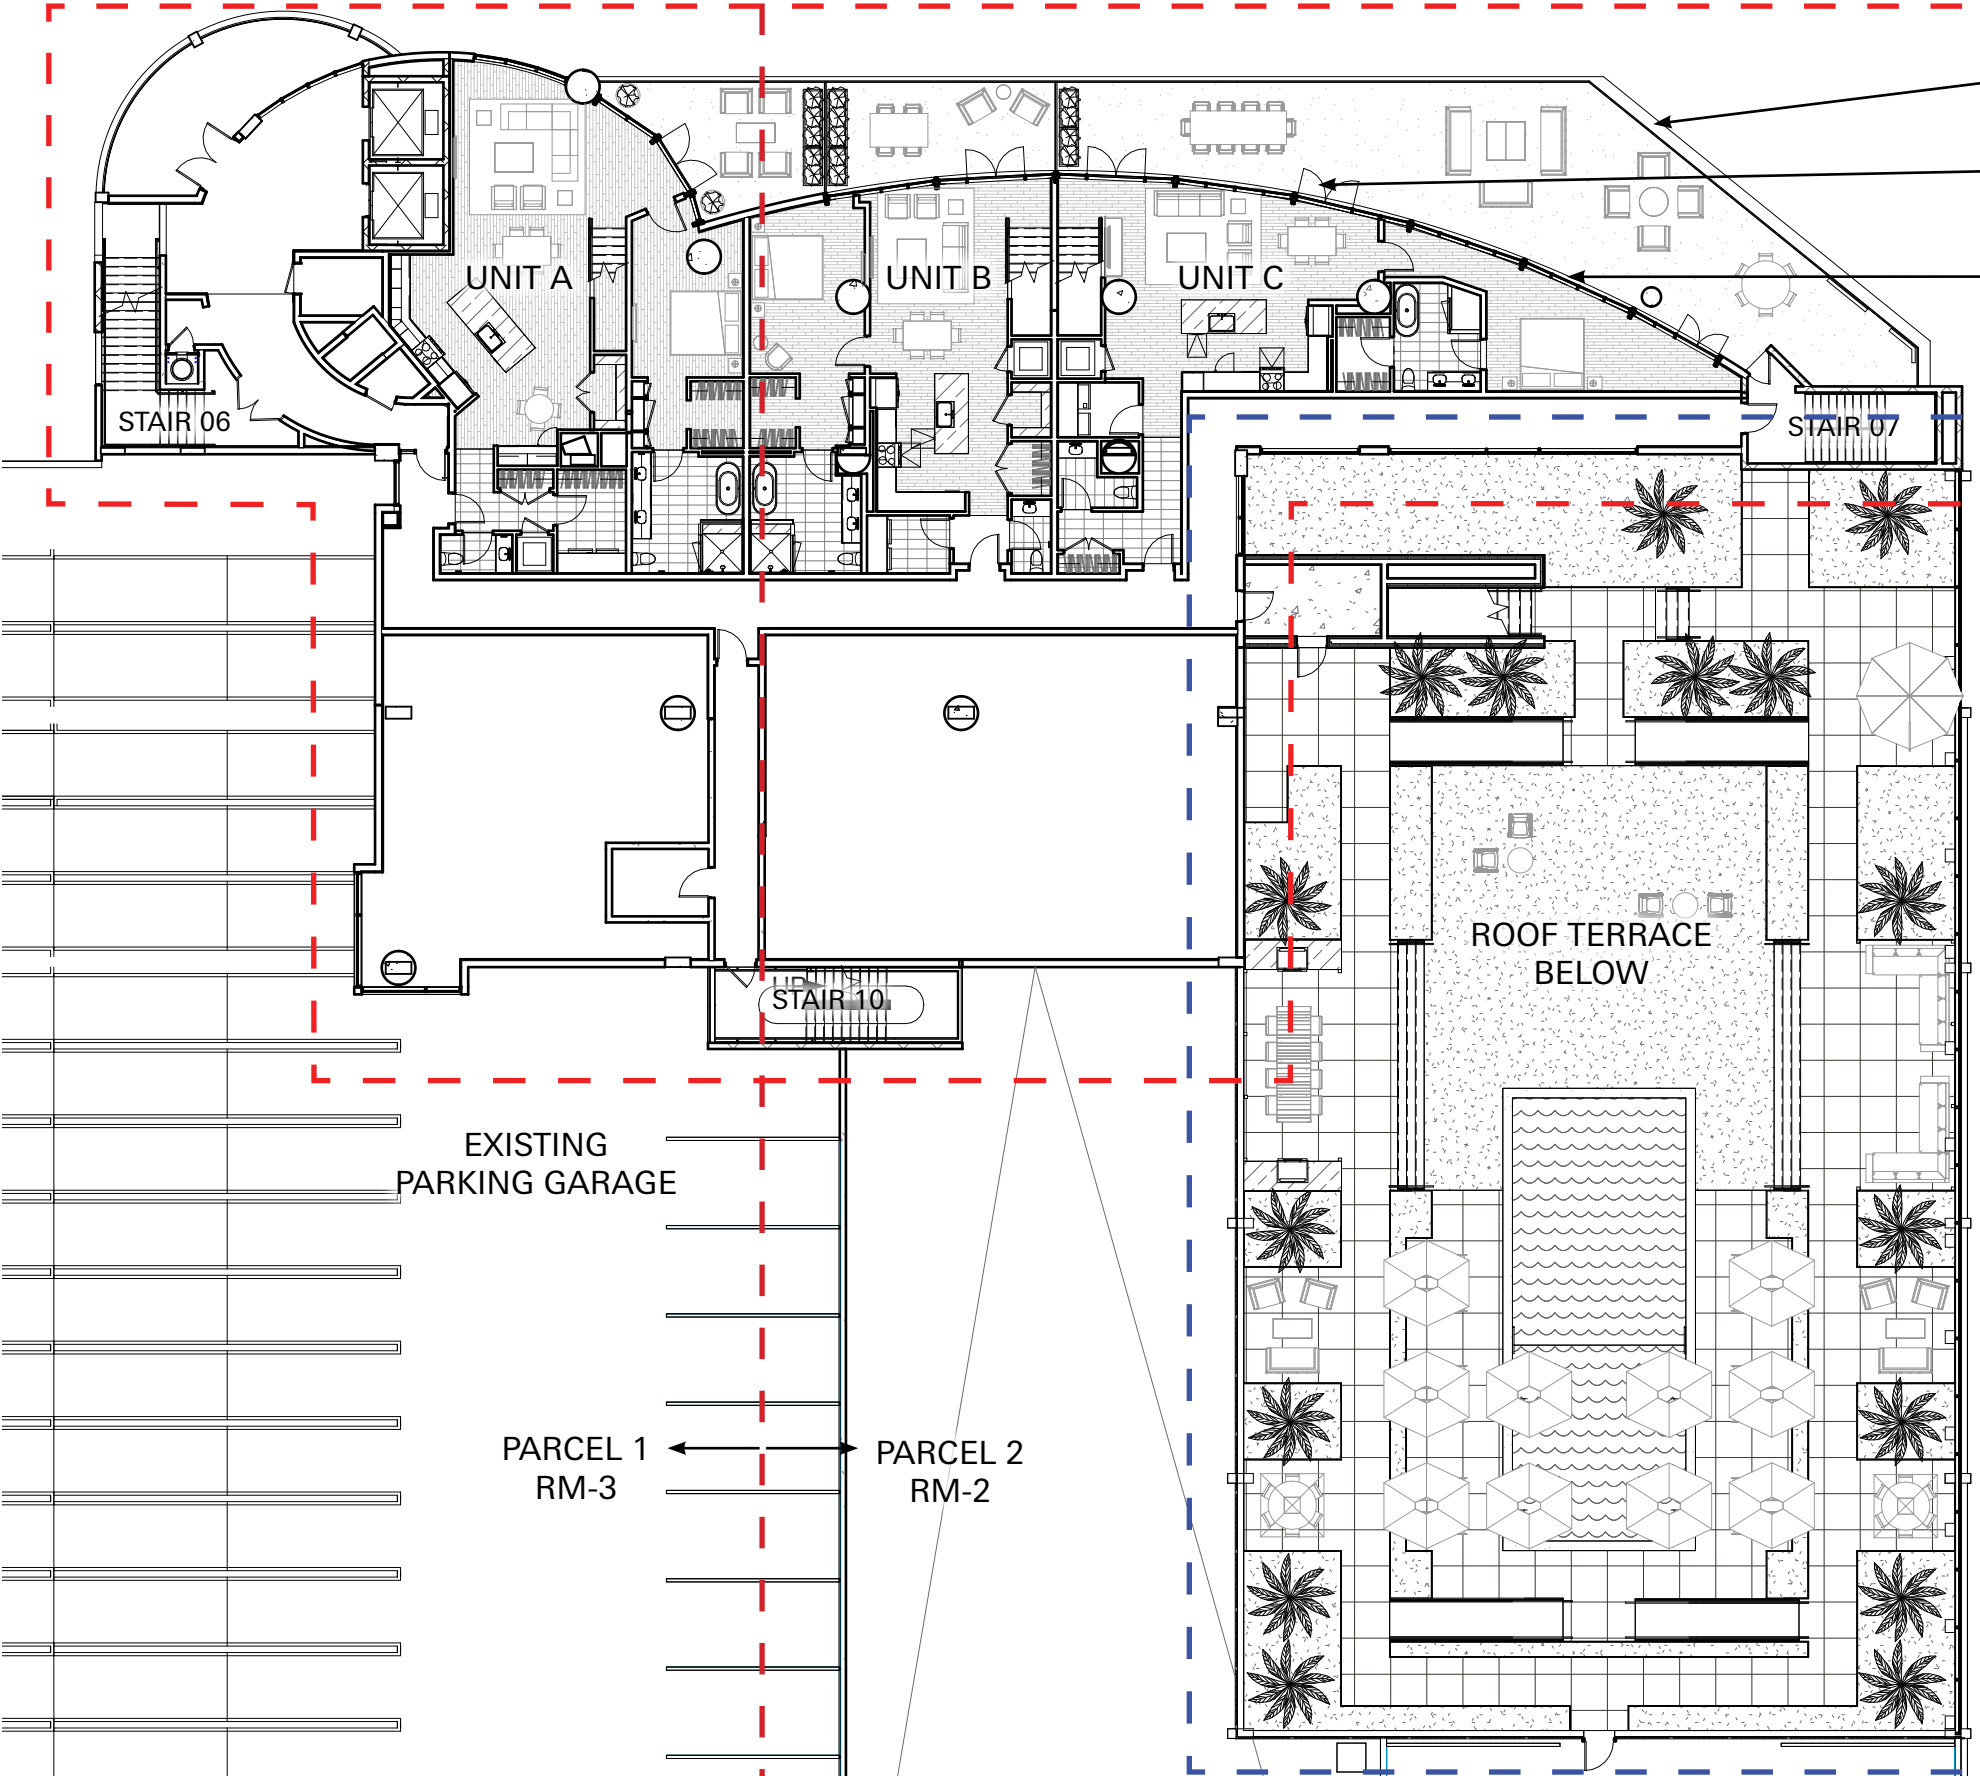 UNIT A
UNIT B
UNIT C
STAIR 06
STAIR 07
ROOF TERRACE
BELOW
UP
STAIR 10
EXISTING
PARKING GARAGE
PARCEL 1
RM-3
PARCEL 2
RM-2